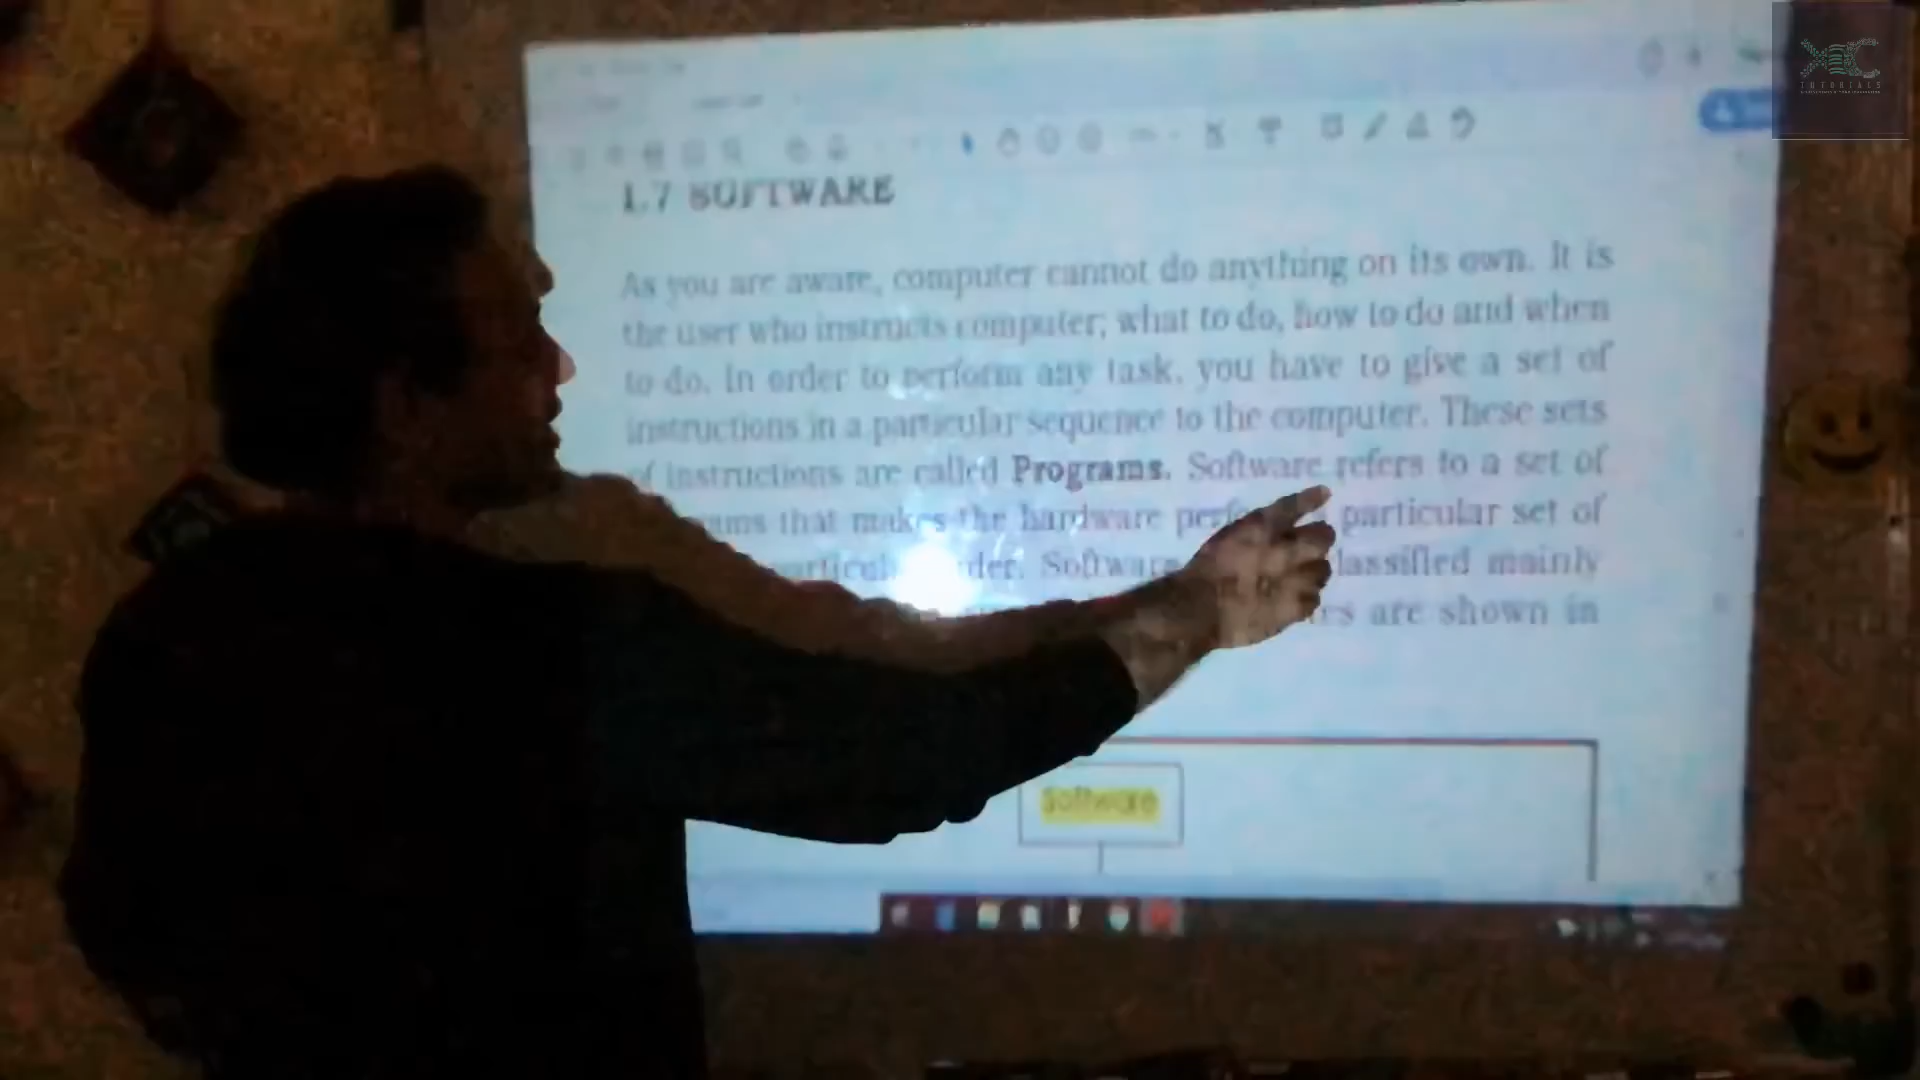 1.7 SOFTWARE
As you are aware, computer cannot do anything on its own. It is
the user who instructs computer; what to do, how to do and when
to do. In order to perform any task, you have to give a set of
instructions in a particular sequence to the computer. These sets
of instructions are called Programs. Software refers to a set of
that makes the hardware particular set of
Software mainly
are shown in
Software
TUTORIALS